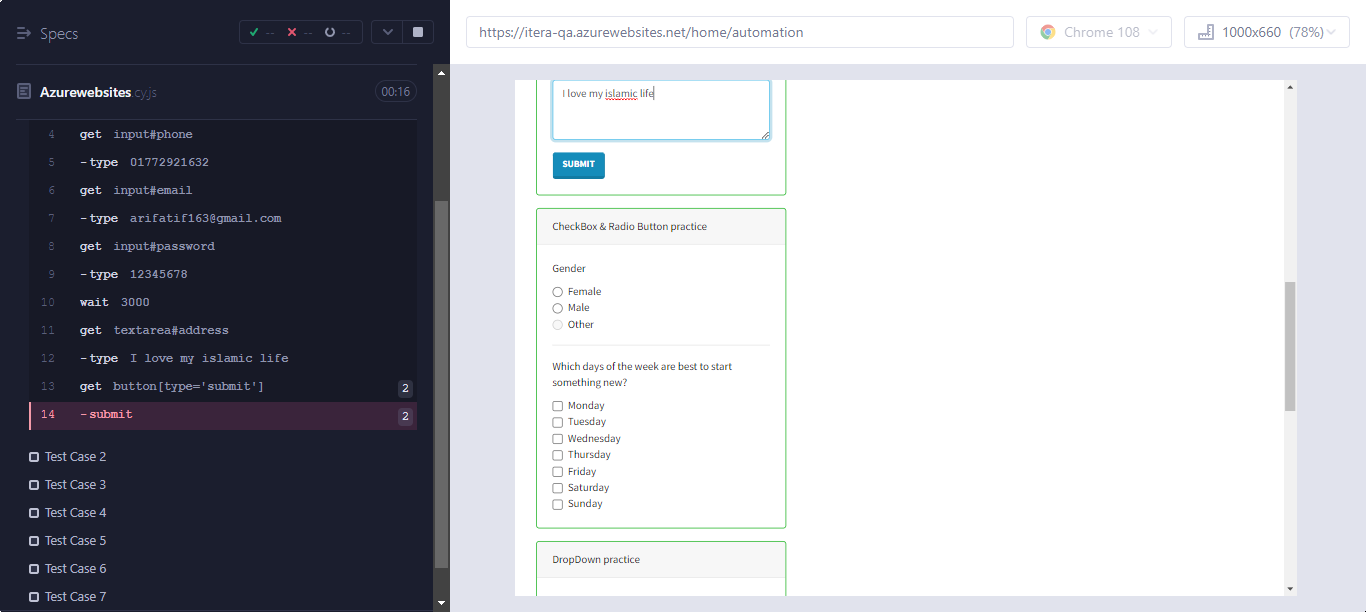 Specs
-- -- --
Azurewebsites.cy.js 00:16
4 get input#phone
5 -type 01772921632
6 get input#email
7 -type arifatif163@gmail.com
8 get input#password
9 -type 12345678
10 wait 3000
11 get textarea#address
12 -type I love my islamic life
13 get button[type='submit'] 2
14 -submit 2
Test Case 2
Test Case 3
Test Case 4
Test Case 5
Test Case 6
Test Case 7
https://itera-qa.azurewebsites.net/home/automation
Chrome 108
1000x660 (78%)
I love my islamic life
SUBMIT
CheckBox & Radio Button practice
Gender
Female
Male
Other
Which days of the week are best to start
something new?
Monday
Tuesday
Wednesday
Thursday
Friday
Saturday
Sunday
DropDown practice